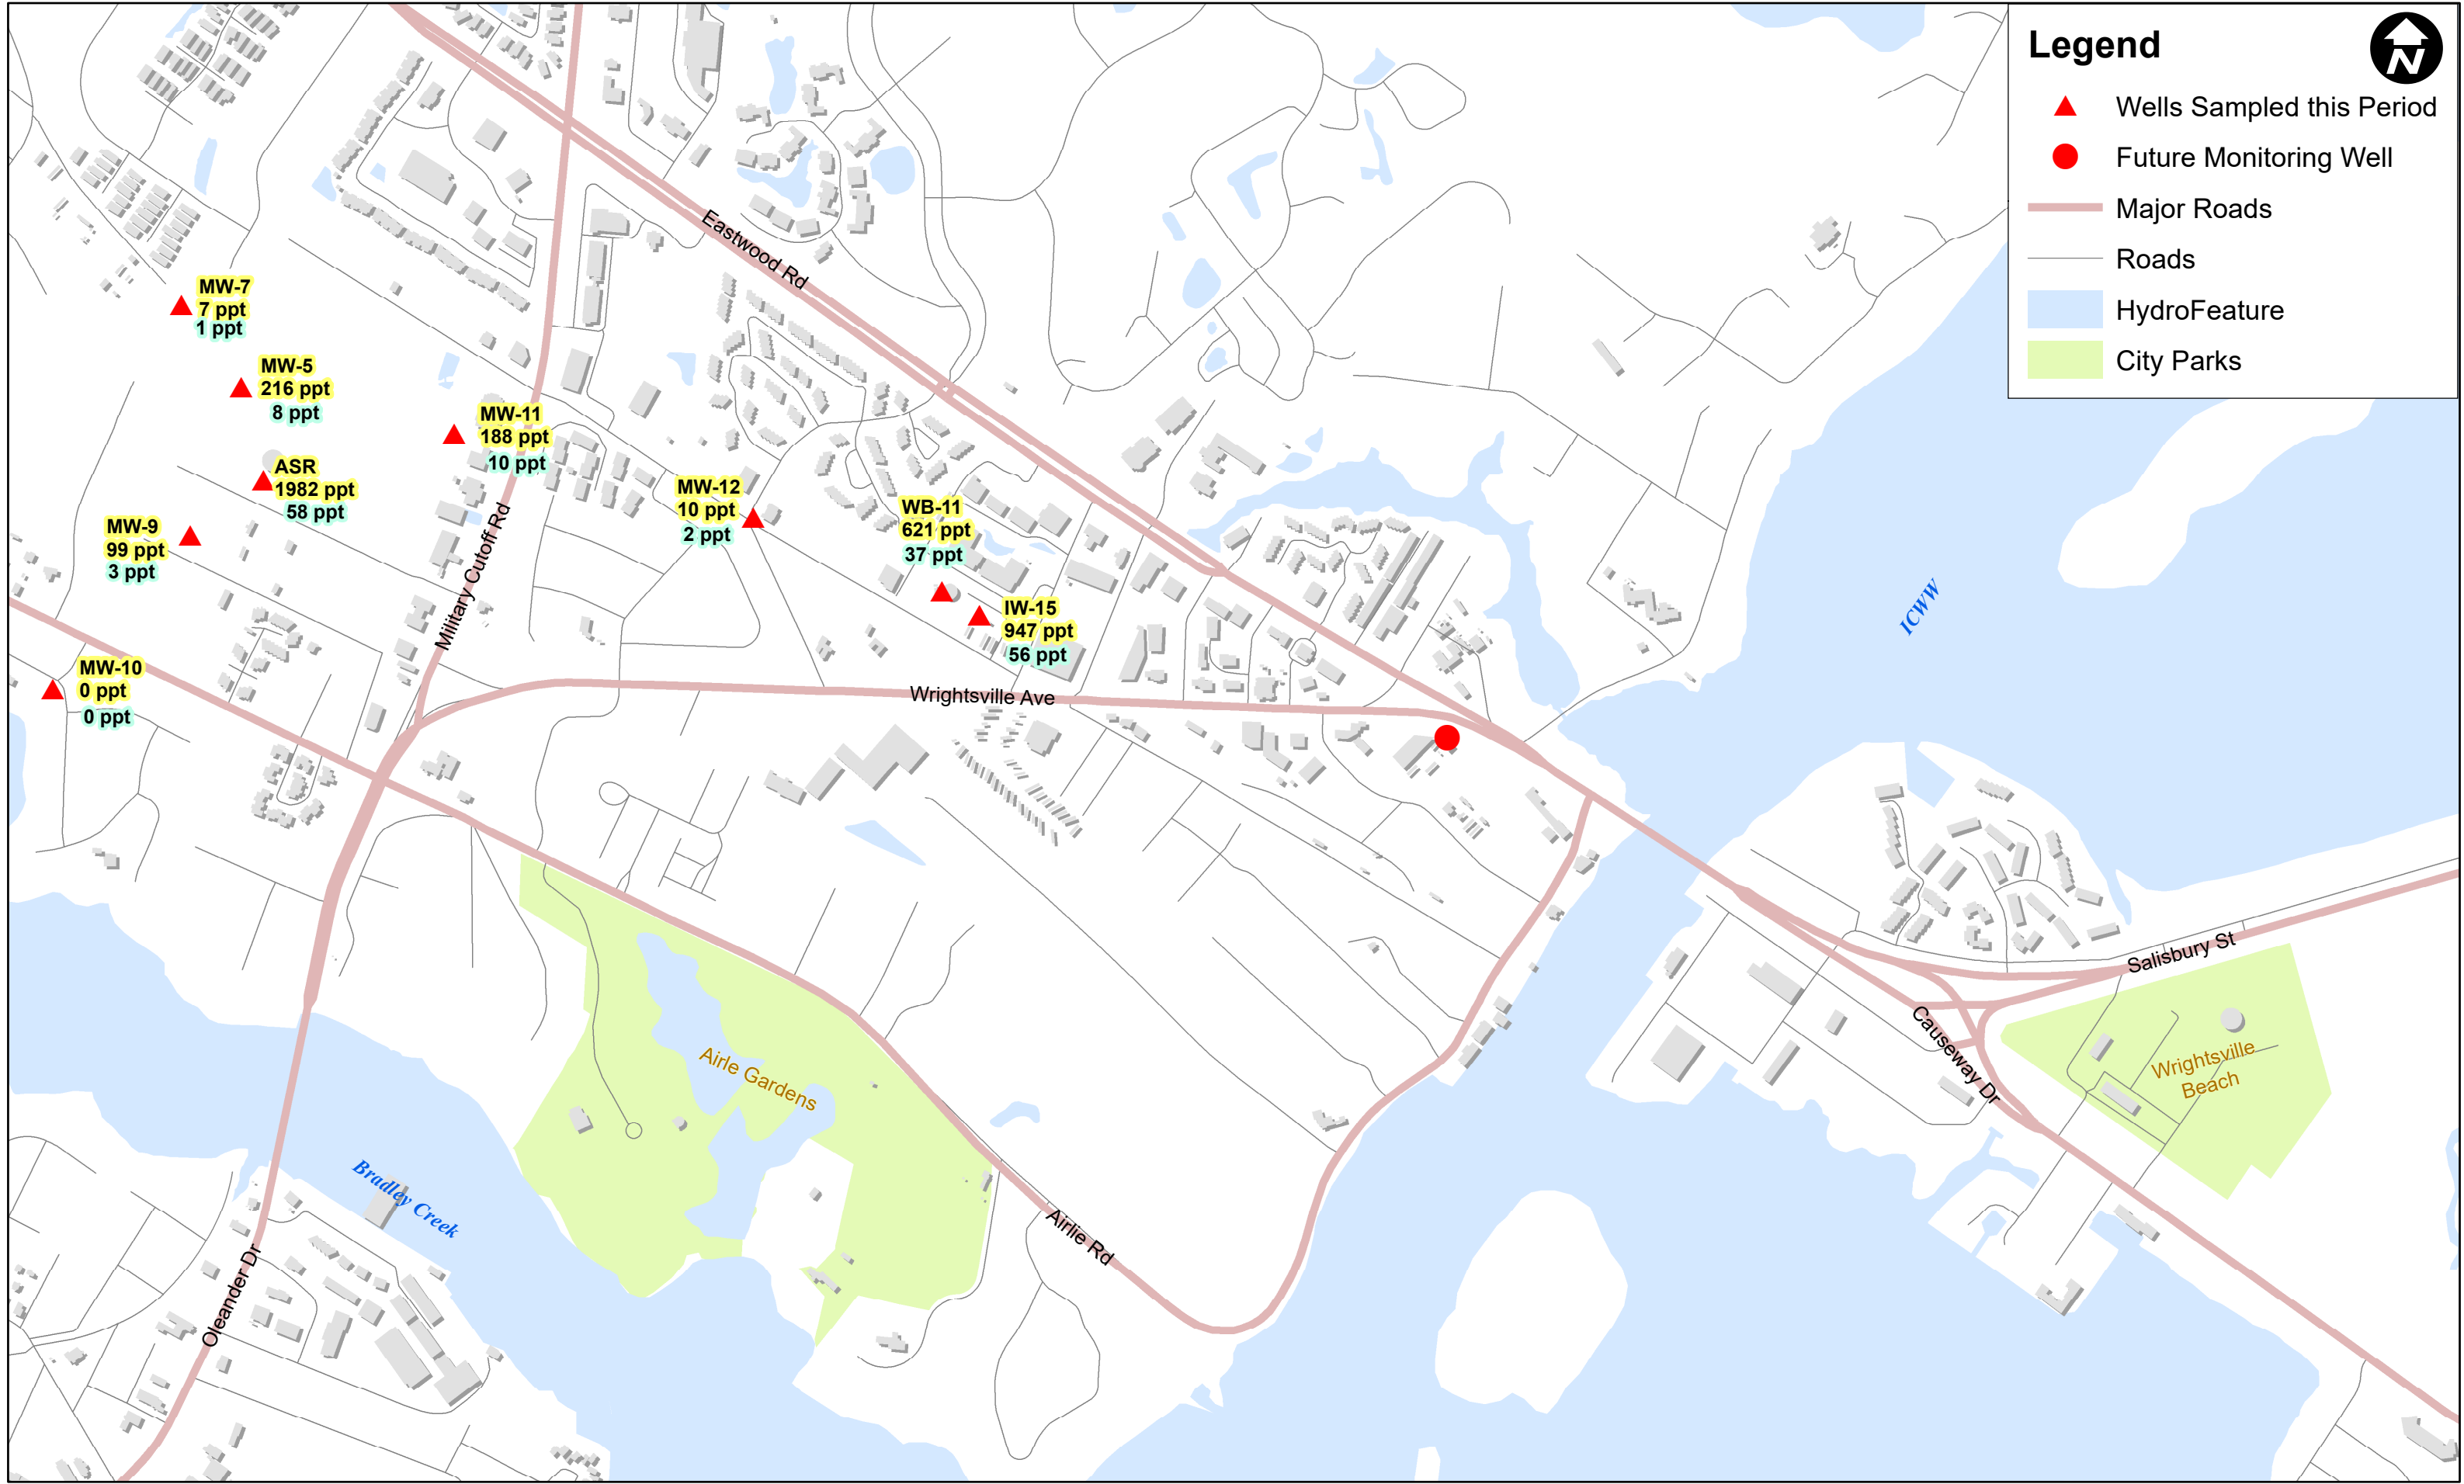 Legend
N
Wells Sampled this Period
Future Monitoring Well
Major Roads
Roads
HydroFeature
City Parks
Eastwood Rd
MW-7
7 ppt
1 ppt
MW-5
216 ppt
8 ppt
MW-11
188 ppt
10 ppt
ASR
1982 ppt
58 ppt
MW-12
10 ppt
2 ppt
WB-11
621 ppt
37 ppt
MW-9
99 ppt
3 ppt
Military Cutoff Rd
IW-15
947 ppt
56 ppt
ICWW
MW-10
0 ppt
0 ppt
Wrightsville Ave
Salisbury St
Causeway Dr
Wrightsville
Beach
Airle Gardens
Bradley Creek
Airlie Rd
Oleander Dr